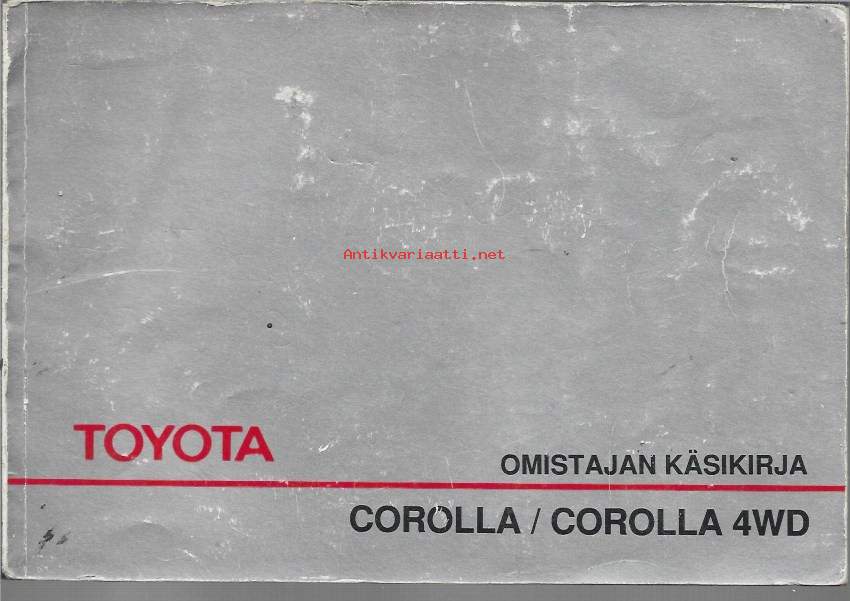 Antikvariaatti.net
TOYOTA
OMISTAJAN KÄSIKIRJA
COROLLA / COROLLA 4WD